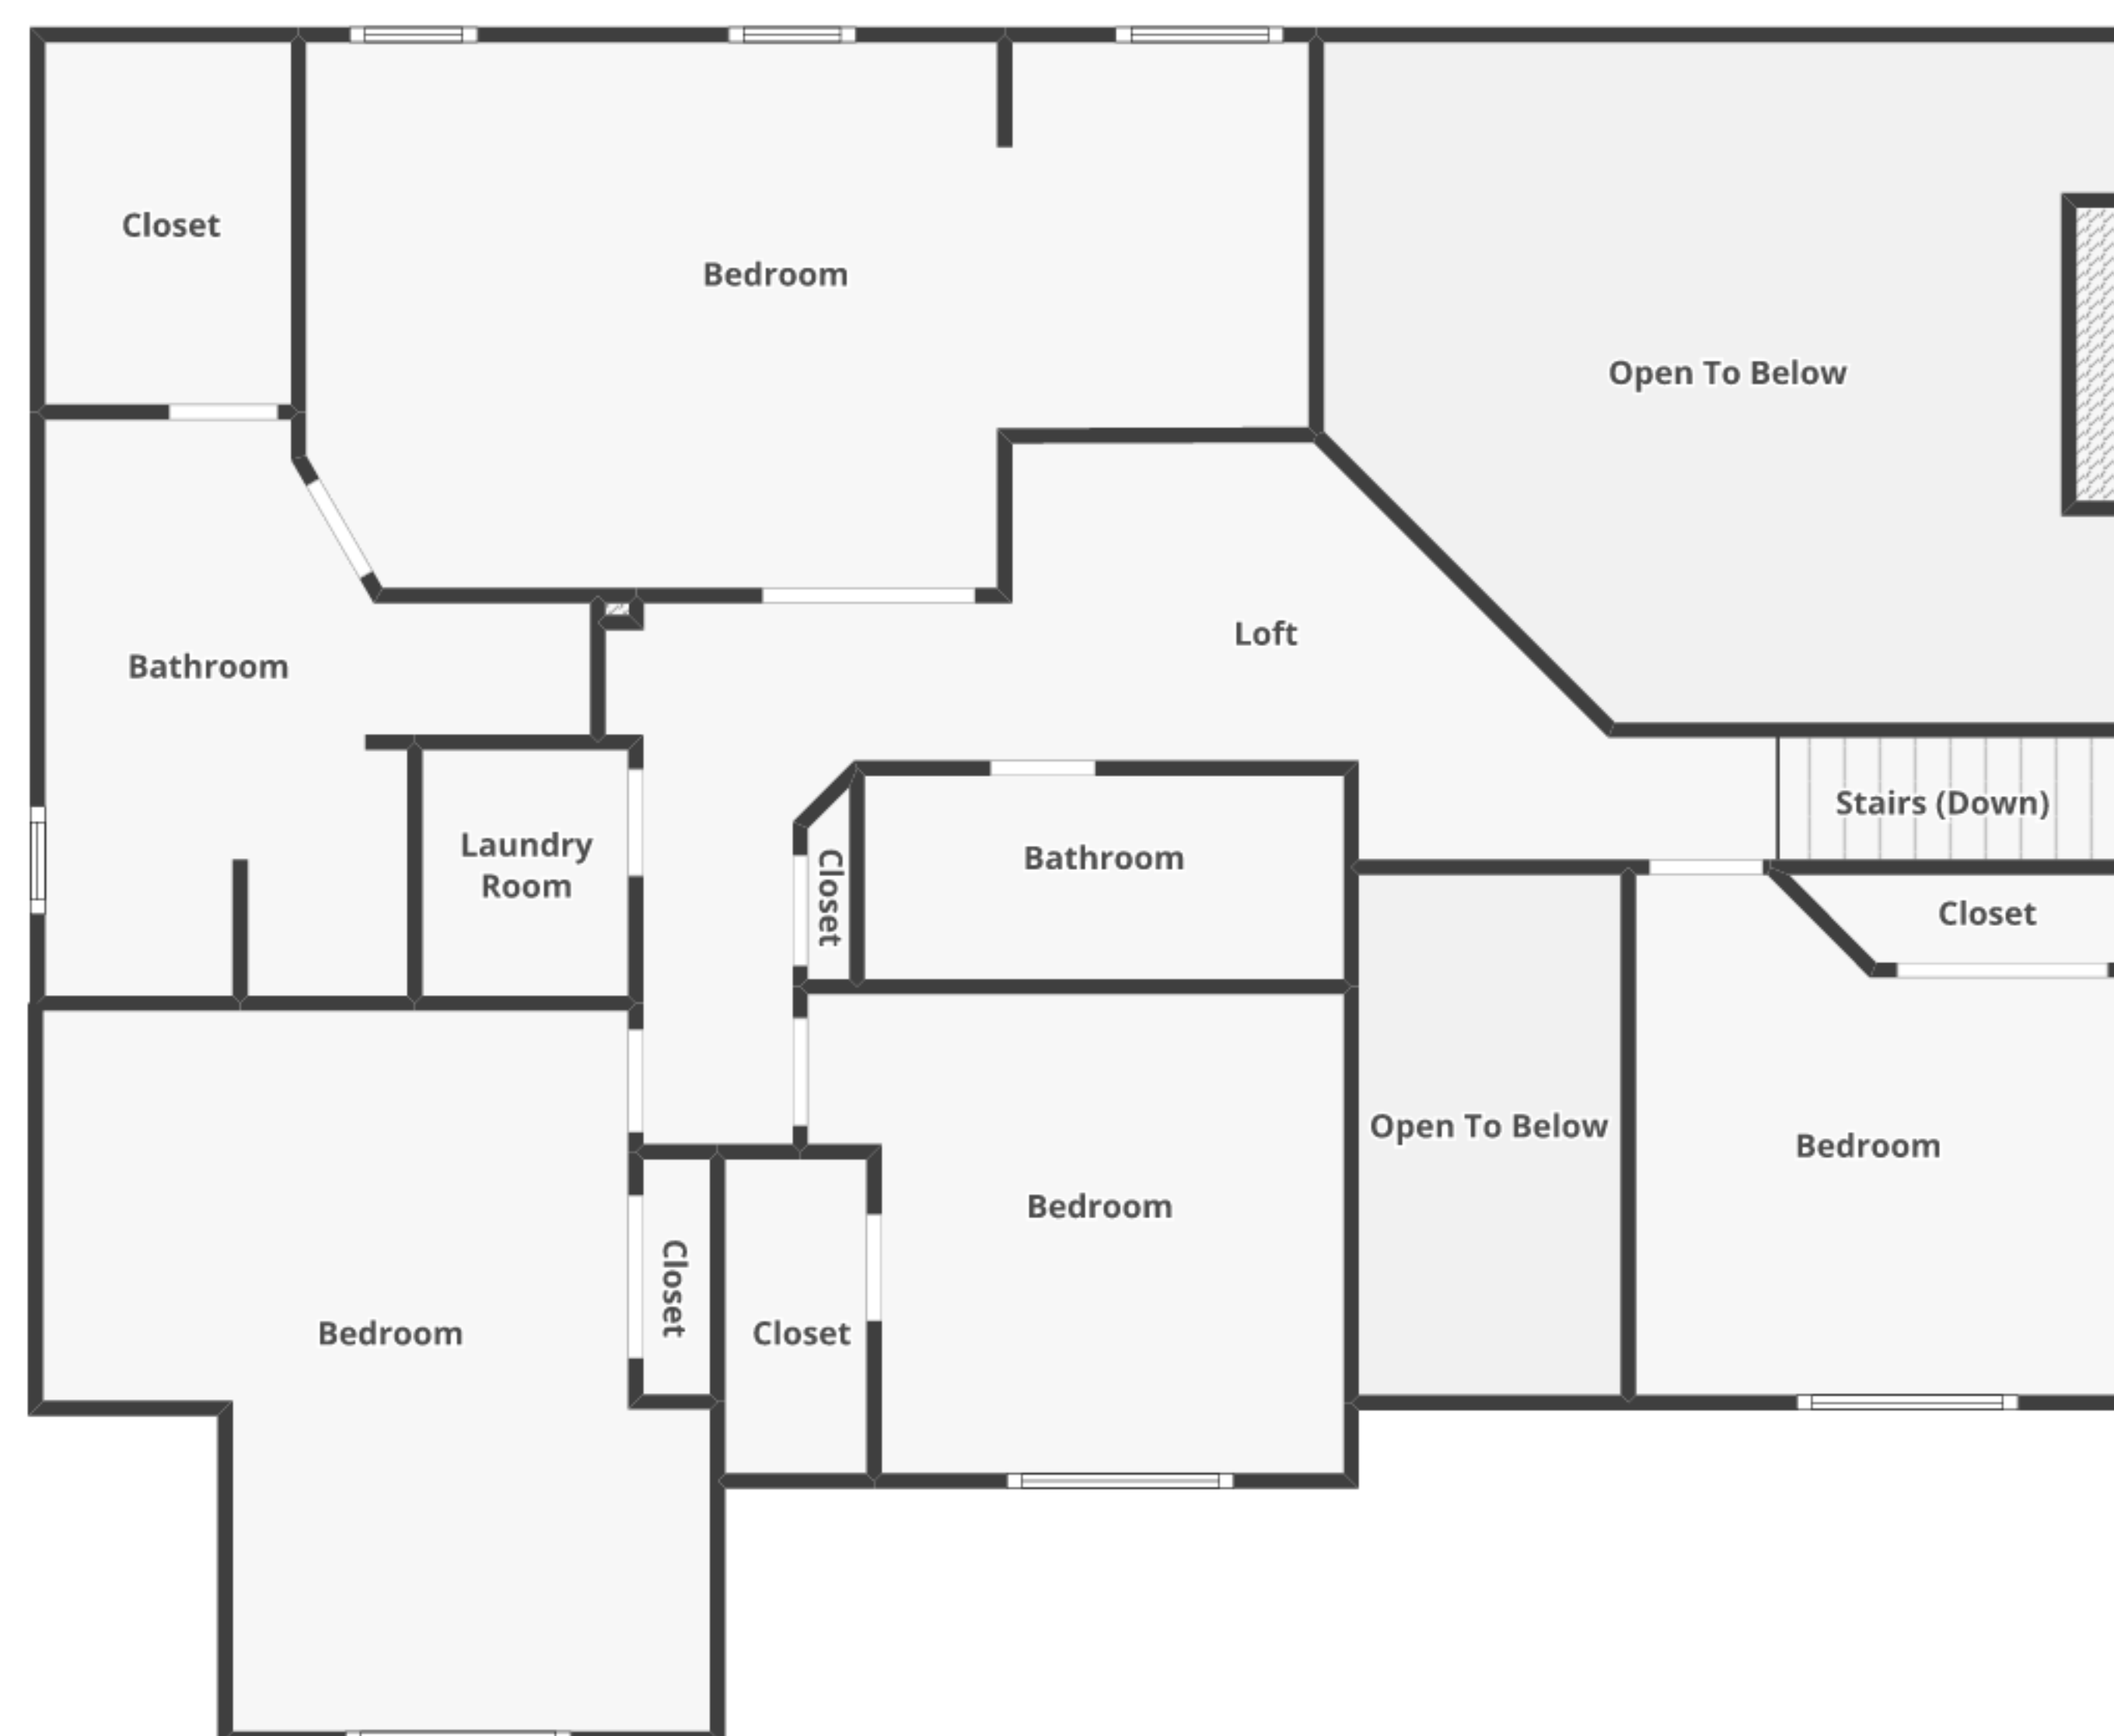 Closet
Bedroom
Open To Below
Loft
Bathroom
Stairs (Down)
Laundry
Room
Closet
Bathroom
Closet
Open To Below
Bedroom
Bedroom
Closet
Bedroom
Closet